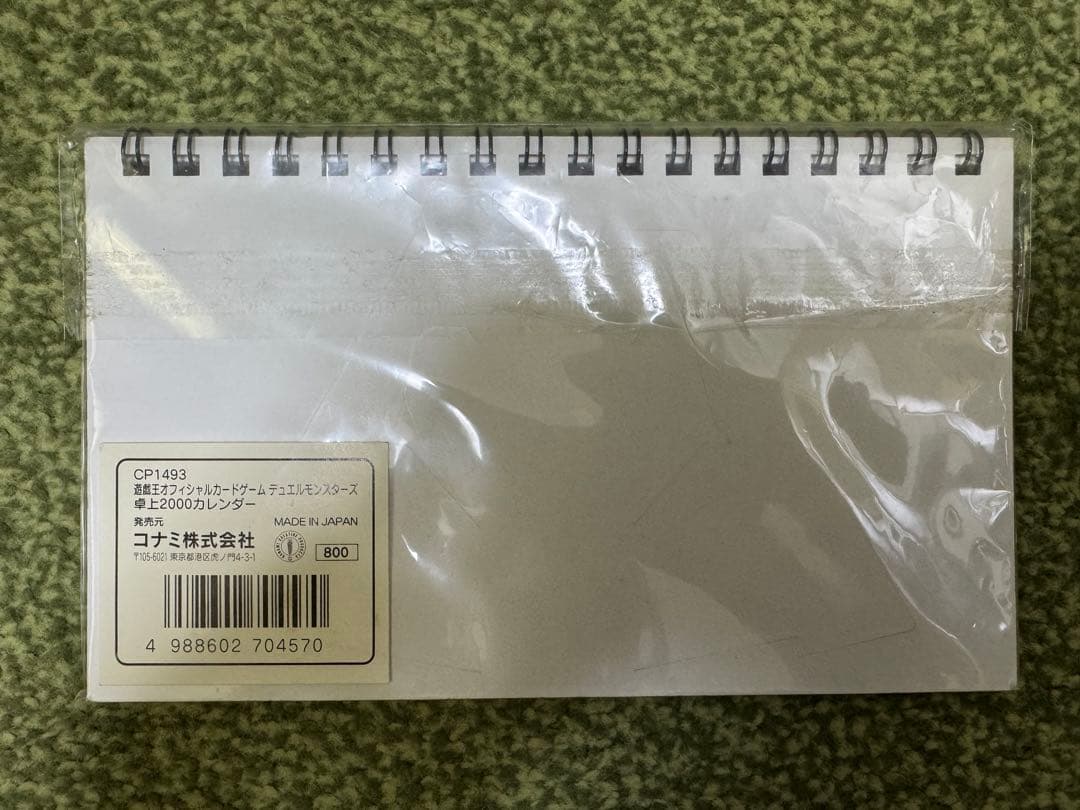 CP1493
遊戯王オフィシャルカードゲーム デュエルモンスターズ
卓上2000カレンダー
発売元
MADE IN JAPAN
コナミ株式会社
〒105-6021 東京都港区虎ノ門4-3-1
800
4 988602 704570